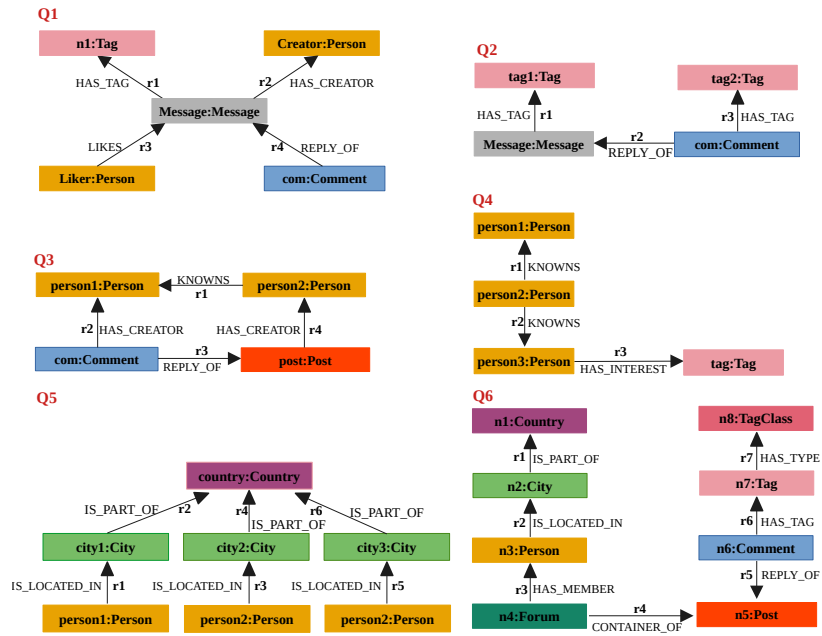 Q1
n1:Tag
Creator:Person
HAS_TAG r1
r2 HAS_CREATOR
Message:Message
LIKES r3
r4 REPLY_OF
Liker:Person
com:Comment
Q2
tag1:Tag
tag2:Tag
HAS_TAG r1
r3 HAS_TAG
Message:Message
r2
REPLY_OF
com:Comment
Q3
person1:Person
KNOWNS
r1
person2:Person
r2 HAS_CREATOR
HAS_CREATOR r4
com:Comment
r3
REPLY_OF
post:Post
Q4
person1:Person
r1 KNOWNS
person2:Person
r2 KNOWNS
person3:Person
r3
HAS_INTEREST
tag:Tag
Q5
country:Country
IS_PART_OF r2
r4
IS_PART_OF
r6
IS_PART_OF
city1:City
city2:City
city3:City
IS_LOCATED_IN r1
IS_LOCATED_IN r3
IS_LOCATED_IN r5
person1:Person
person2:Person
person2:Person
Q6
n1:Country
r1 IS_PART_OF
n2:City
r2 IS_LOCATED_IN
n3:Person
r3 HAS_MEMBER
n4:Forum
r4
CONTAINER_OF
n8:TagClass
r7 HAS_TYPE
n7:Tag
r6 HAS_TAG
n6:Comment
r5 REPLY_OF
n5:Post